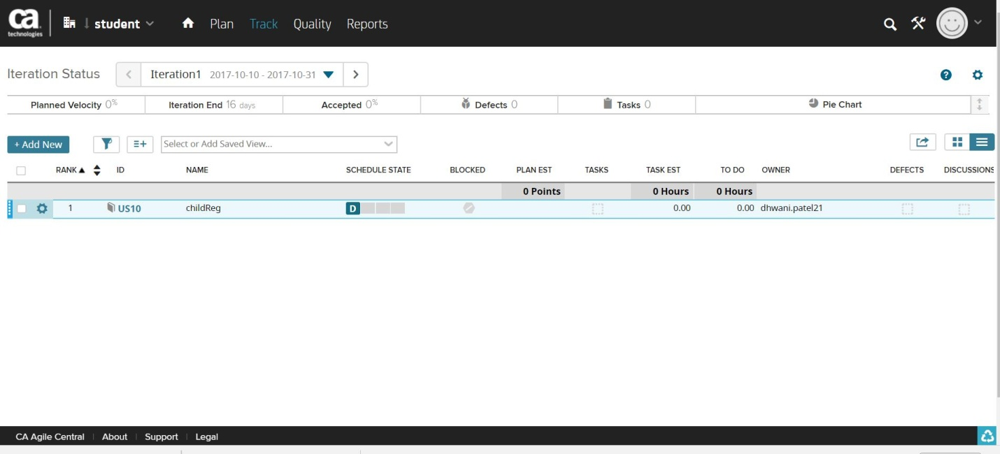 ca
technologies
student
Plan
Track
Quality
Reports
Iteration Status
Iteration1 2017-10-10 - 2017-10-31
Planned Velocity 0%
Iteration End 16 days
Accepted 0%
Defects 0
Tasks 0
Pie Chart
+ Add New
Select or Add Saved View...
RANK ID NAME SCHEDULE STATE BLOCKED PLAN EST TASKS TASK EST TO DO OWNER DEFECTS DISCUSSIONS
0 Points 0 Hours 0 Hours
1 US10 childReg D 0.00 0.00 dhwani.patel21
CA Agile Central | About | Support | Legal